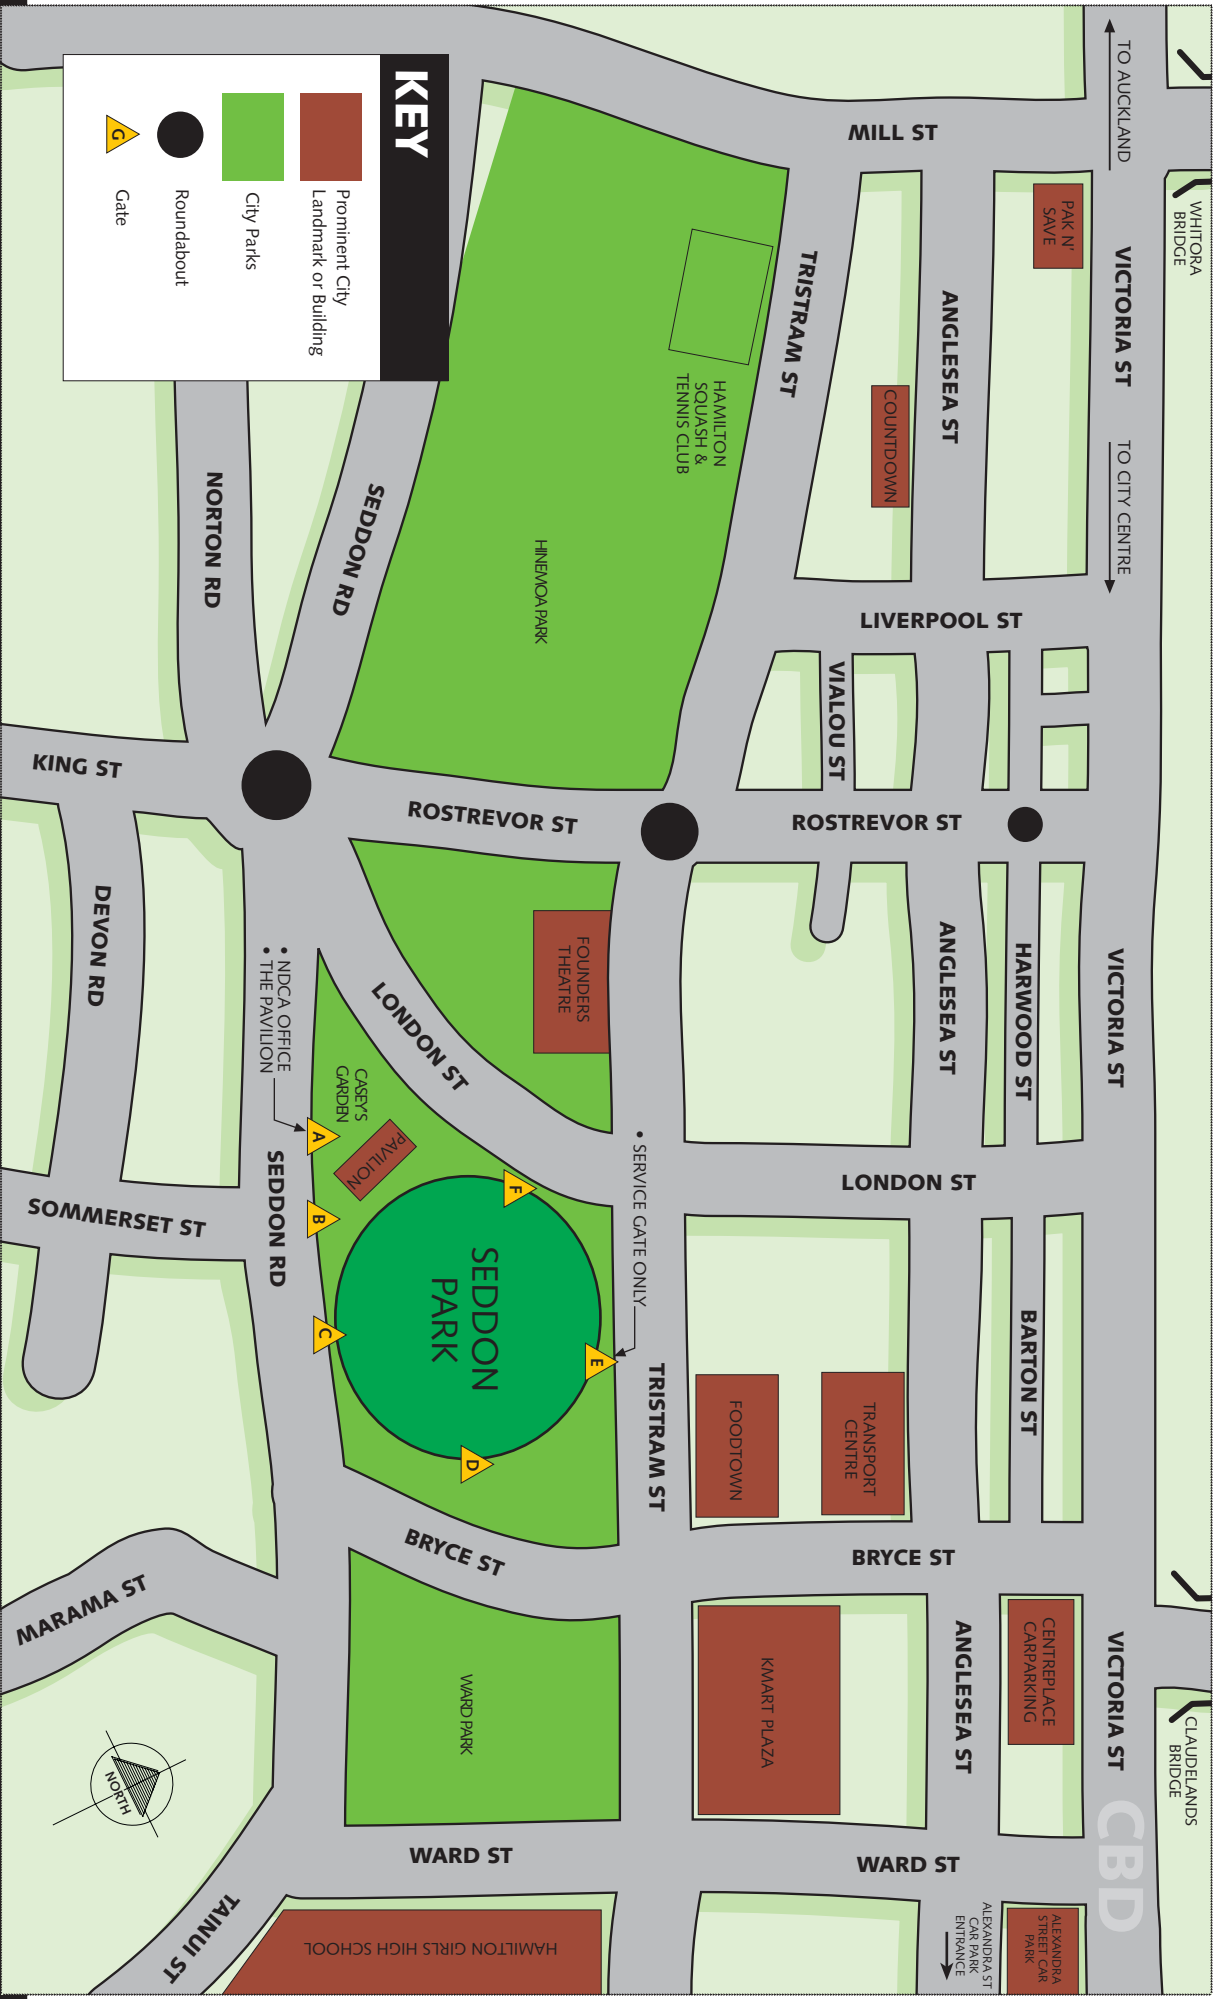 KEY
Prominent City
Landmark or Building
City Parks
Roundabout
G
Gate
TO AUCKLAND
WHITORA
BRIDGE
MILL ST
PAK N'
SAVE
VICTORIA ST
TRISTRAM ST
ANGLESEA ST
COUNTDOWN
TO CITY CENTRE
HAMILTON
SQUASH &
TENNIS CLUB
HINEMOA PARK
NORTON RD
SEDDON RD
LIVERPOOL ST
VIALOU ST
KING ST
ROSTREVOR ST
ROSTREVOR ST
DEVON RD
FOUNDERS
THEATRE
ANGLESEA ST
HARWOOD ST
VICTORIA ST
• NDCA OFFICE
• THE PAVILION
LONDON ST
CASEY'S
GARDEN
PAVILION
A
B
C
D
E
F
• SERVICE GATE ONLY
LONDON ST
SOMMERSET ST
SEDDON RD
SEDDON
PARK
TRISTRAM ST
FOODTOWN
TRANSPORT
CENTRE
BARTON ST
BRYCE ST
BRYCE ST
MARAMA ST
WARD PARK
KMART PLAZA
ANGLESEA ST
CENTREPLACE
CARPARKING
VICTORIA ST
CLAUDELANDS
BRIDGE
NORTH
CBD
WARD ST
WARD ST
TAINUI ST
HAMILTON GIRLS HIGH SCHOOL
ALEXANDRA ST
CAR PARK
ENTRANCE
ALEXANDRA
STREET CAR
PARK